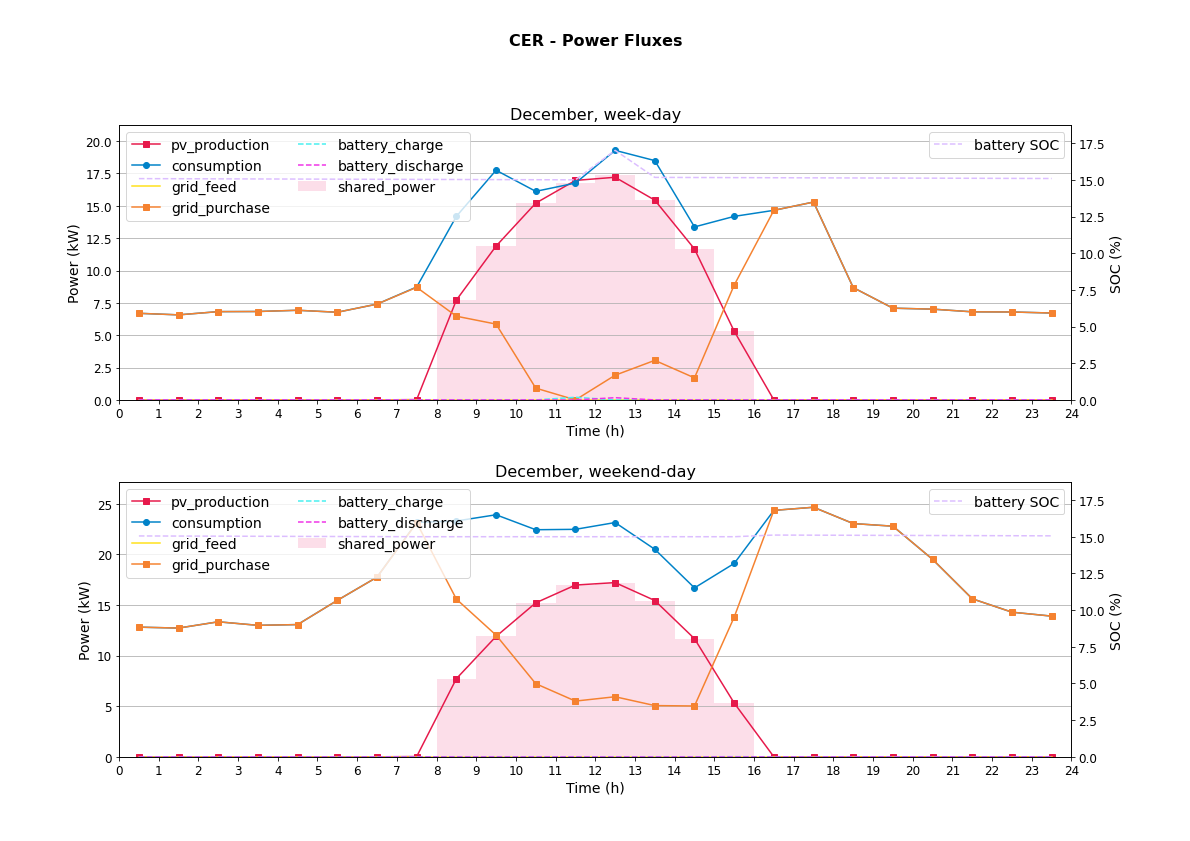 CER - Power Fluxes
December, week-day
pv_production
consumption
grid_feed
grid_purchase
battery_charge
battery_discharge
shared_power
battery SOC
Power (kW)
20.0
17.5
15.0
12.5
10.0
7.5
5.0
2.5
0.0
SOC (%)
17.5
15.0
12.5
10.0
7.5
5.0
2.5
0.0
0 1 2 3 4 5 6 7 8 9 10 11 12 13 14 15 16 17 18 19 20 21 22 23 24
Time (h)
December, weekend-day
pv_production
consumption
grid_feed
grid_purchase
battery_charge
battery_discharge
shared_power
battery SOC
Power (kW)
25
20
15
10
5
0
SOC (%)
17.5
15.0
12.5
10.0
7.5
5.0
2.5
0.0
0 1 2 3 4 5 6 7 8 9 10 11 12 13 14 15 16 17 18 19 20 21 22 23 24
Time (h)